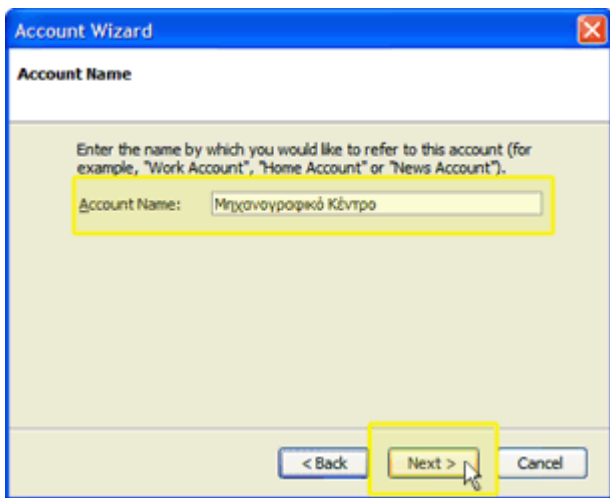 Account Wizard
Account Name
Enter the name by which you would like to refer to this account (for
example, "Work Account", "Home Account" or "News Account").
Account Name: Μηχανογραφικό Κέντρο
< Back Next > Cancel